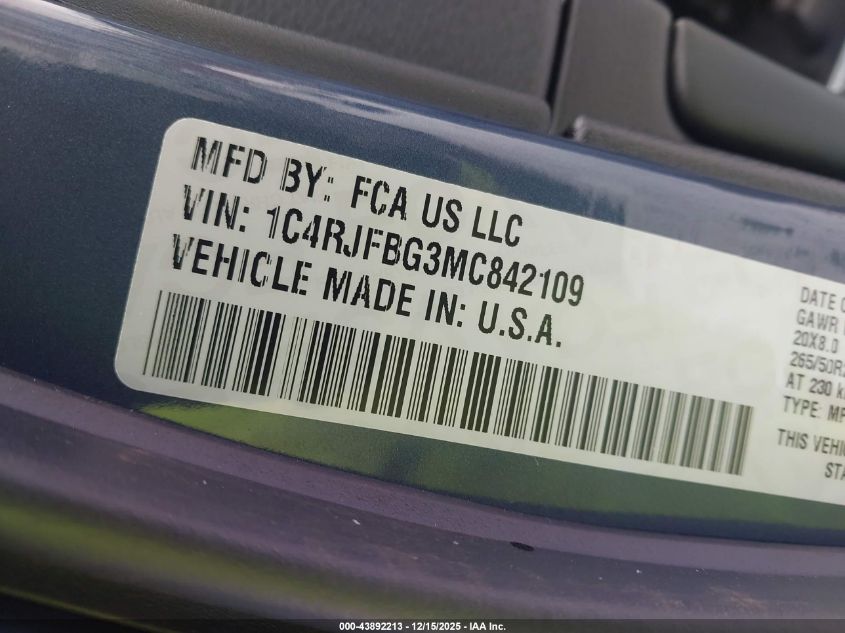 MFD BY: FCA US LLC
VIN: 1C4RJFBG3MC842109
VEHICLE MADE IN: U.S.A.
DATE O
GAWR
20X8.0
265/50R
AT 230
TYPE: MP
THIS VEHIC
STA
000-43892213 - 12/15/2025 - IAA, Inc.